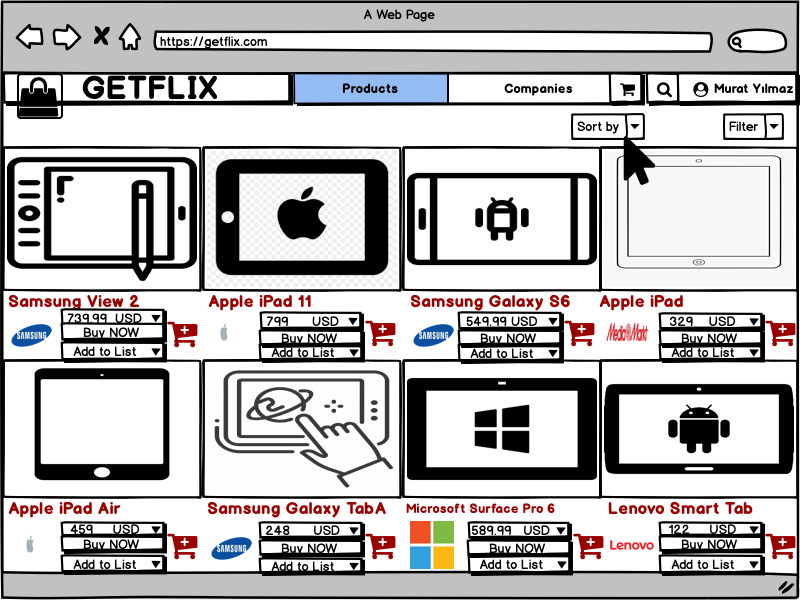 A Web Page
https://getflix.com
GETFLIX
Products
Companies
Murat Yılmaz
Sort by
Filter
Samsung View 2
Apple iPad 11
Samsung Galaxy S6
Apple iPad
SAMSUNG
739.99 USD
Buy NOW
Add to List
799 USD
Buy NOW
Add to List
SAMSUNG
549.99 USD
Buy NOW
Add to List
Media Markt
329 USD
Buy NOW
Add to List
Apple iPad Air
Samsung Galaxy TabA
Microsoft Surface Pro 6
Lenovo Smart Tab
459 USD
Buy NOW
Add to List
SAMSUNG
248 USD
Buy NOW
Add to List
589.99 USD
Buy NOW
Add to List
Lenovo
122 USD
Buy NOW
Add to List